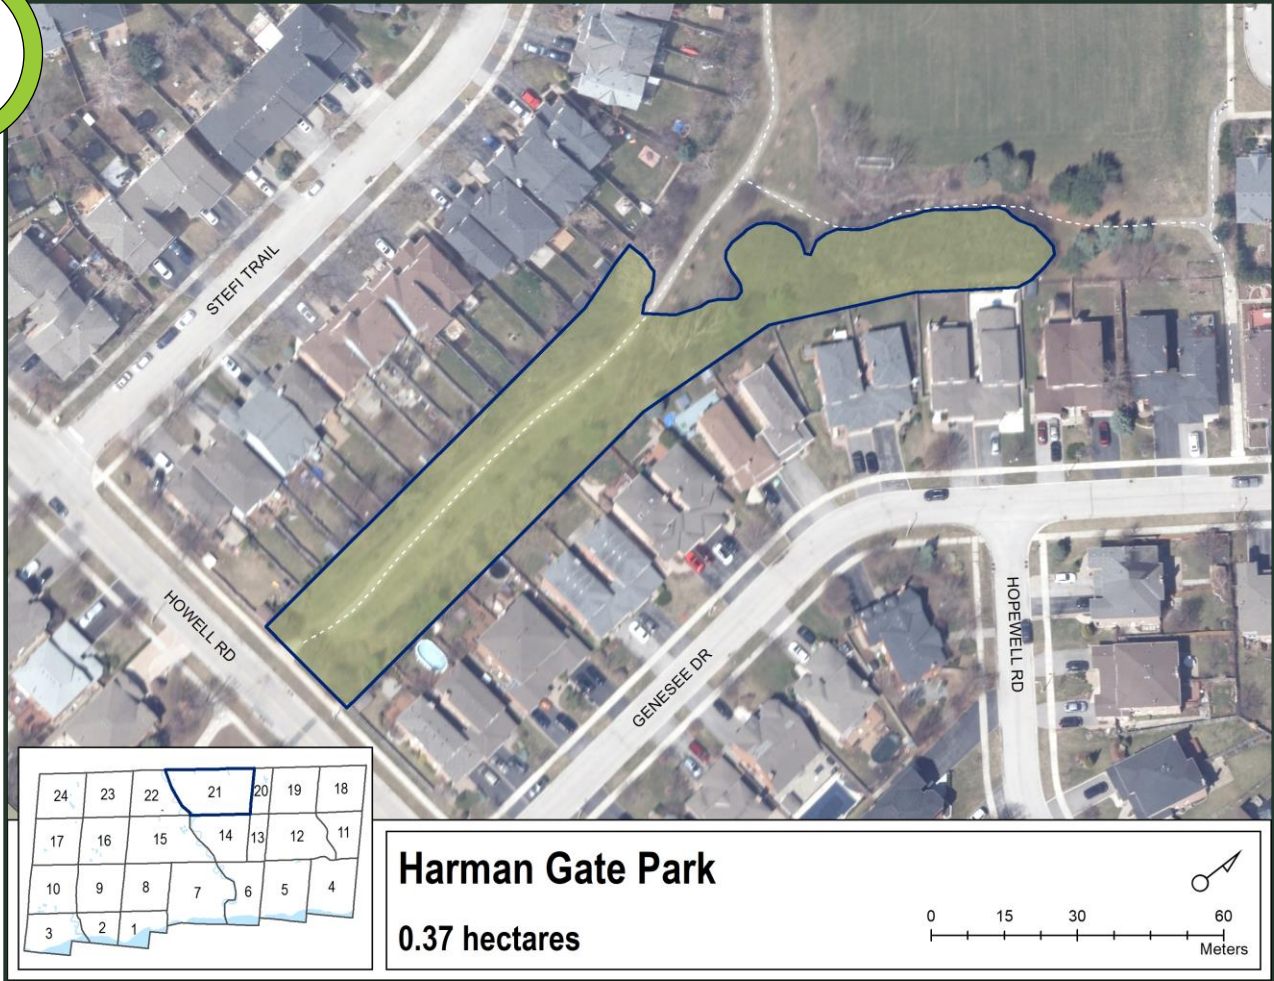 STEFI TRAIL
HOWELL RD
GENESEE DR
HOPEWELL RD
24 23 22 21 20 19 18
17 16 15 14 13 12 11
10 9 8 7 6 5 4
3 2 1
Harman Gate Park
0.37 hectares
0 15 30 60
Meters